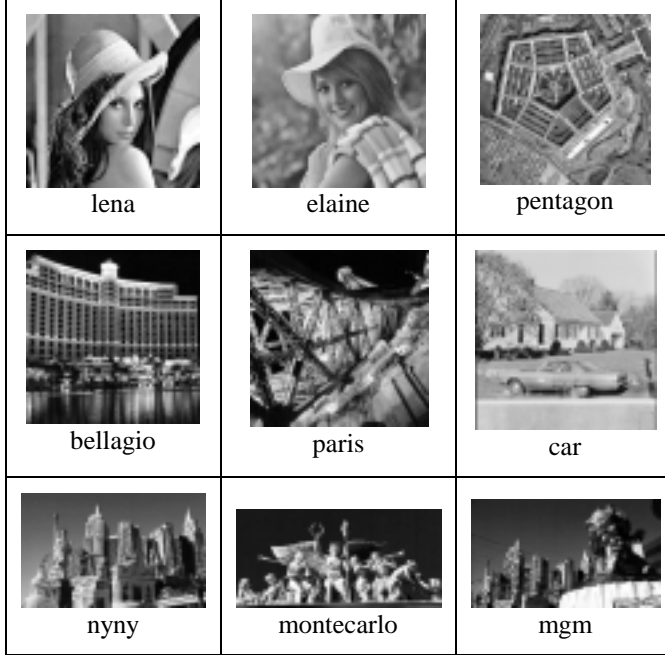 lena
elaine
pentagon
bellagio
paris
car
nyny
montecarlo
mgm